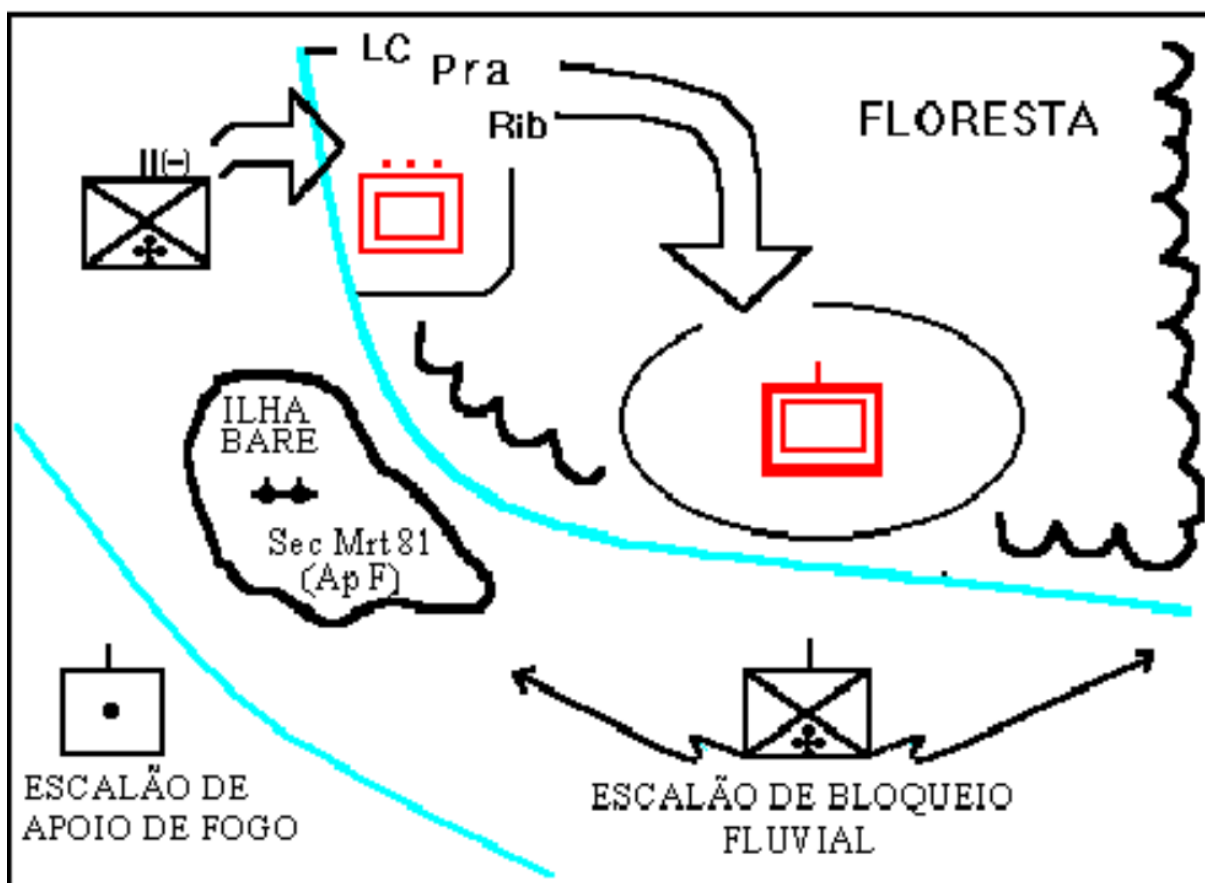 LC
Pra
Rib
FLORESTA
II(-)
ILHA
BARE
Sec Mrt 81
(Ap F)
ESCALÃO DE
APOIO DE FOGO
ESCALÃO DE BLOQUEIO
FLUVIAL